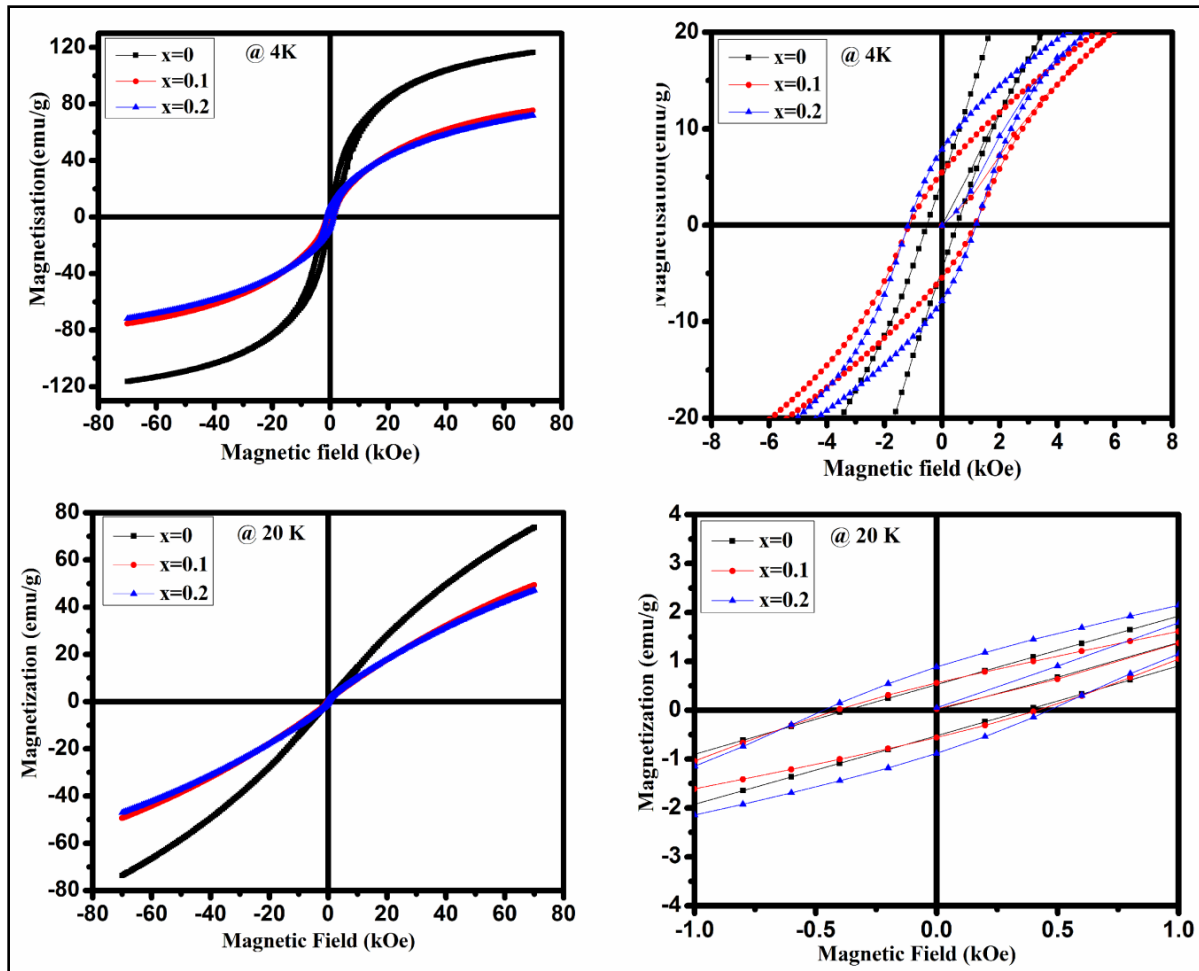 @ 4K
x=0
x=0.1
x=0.2
120
80
40
0
-40
-80
-120
Magnetisation(emu/g)
-80 -60 -40 -20 0 20 40 60 80
Magnetic field (kOe)
@ 4K
x=0
x=0.1
x=0.2
20
10
0
-10
-20
Magnetisation(emu/g)
-8 -6 -4 -2 0 2 4 6 8
Magnetic field (kOe)
@ 20 K
x=0
x=0.1
x=0.2
80
60
40
20
0
-20
-40
-60
-80
Magnetization (emu/g)
-80 -60 -40 -20 0 20 40 60 80
Magnetic Field (kOe)
@ 20 K
x=0
x=0.1
x=0.2
4
3
2
1
0
-1
-2
-3
-4
Magnetization (emu/g)
-1.0 -0.5 0.0 0.5 1.0
Magnetic Field (kOe)